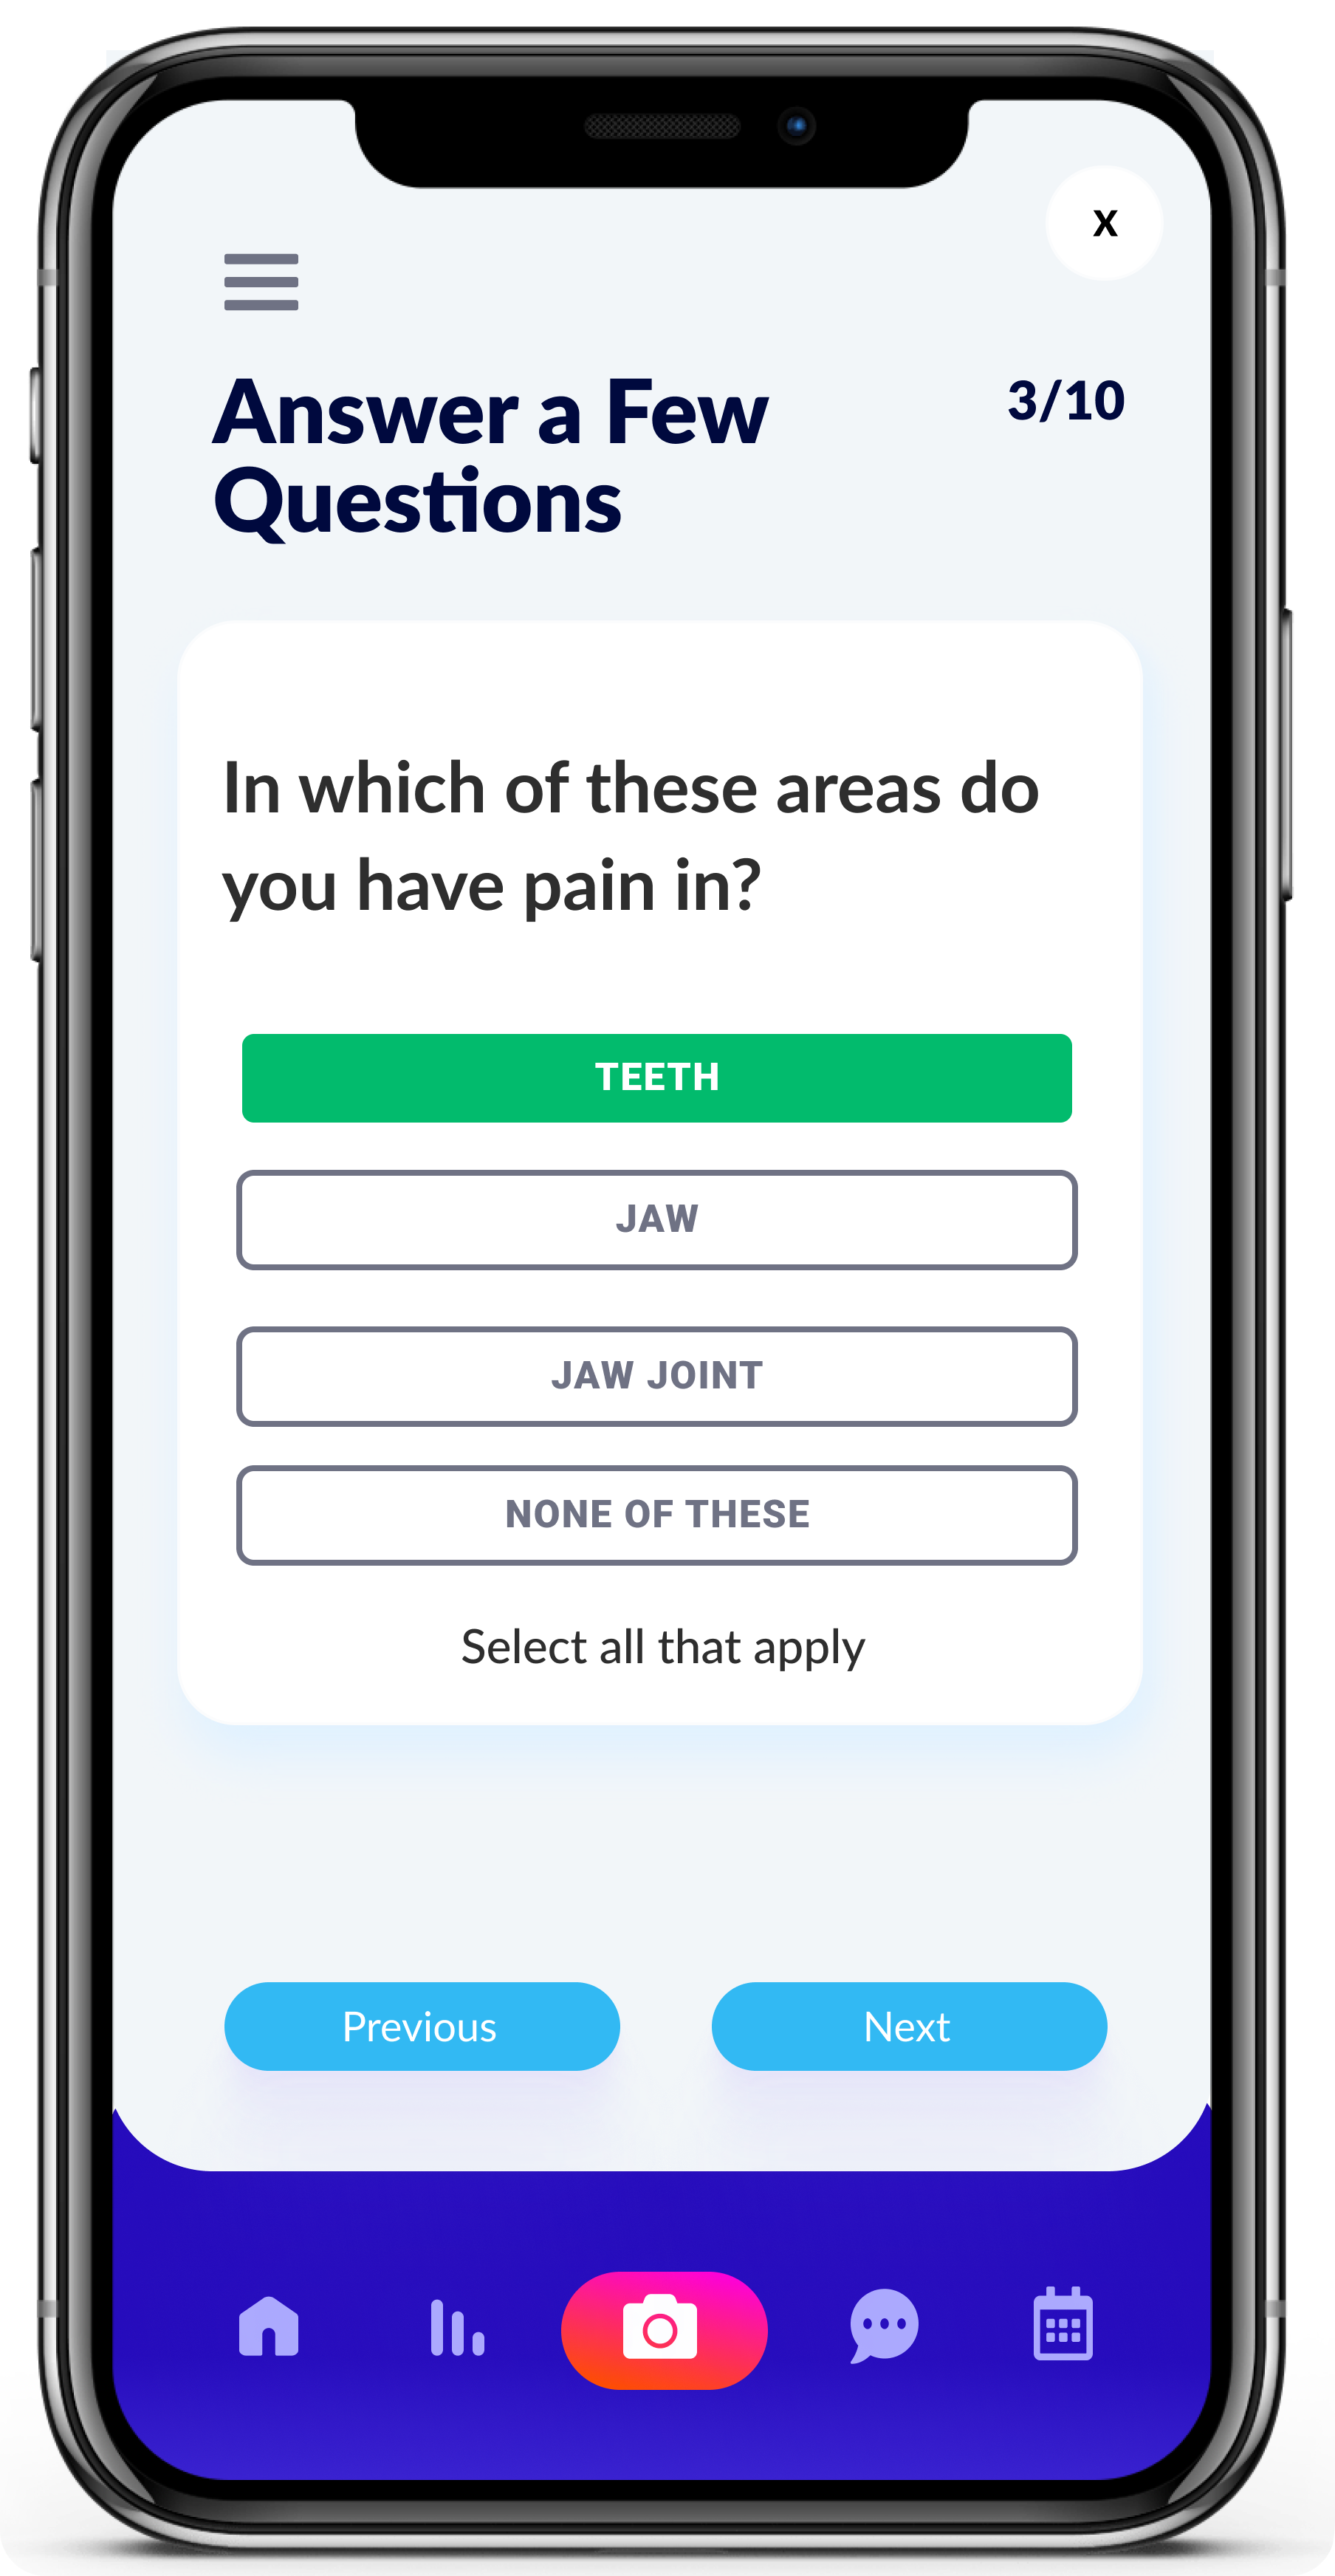 X
Answer a Few
3/10
Questions
In which of these areas do
you have pain in?
TEETH
JAW
JAW JOINT
NONE OF THESE
Select all that apply
Previous
Next